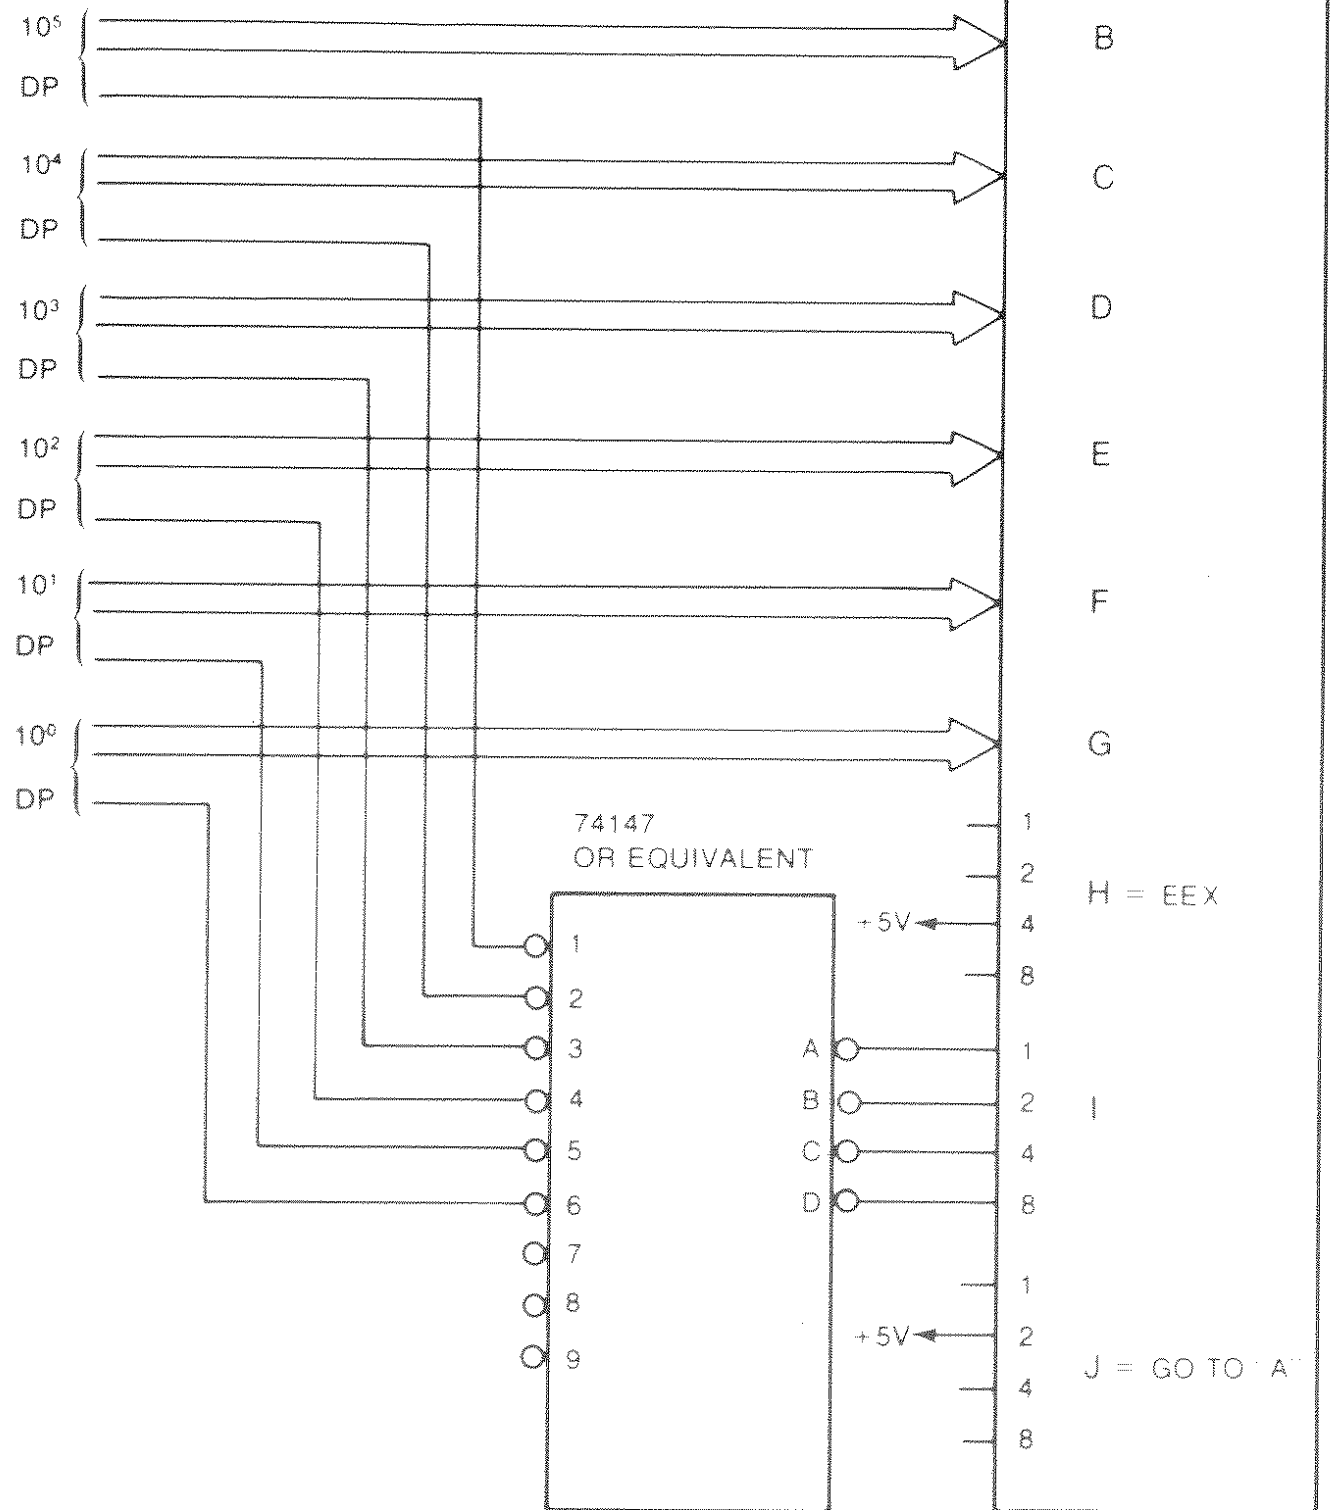 10⁵
B
DP
10⁴
C
DP
10³
D
DP
10²
E
DP
10¹
F
DP
10⁰
G
DP
74147
OR EQUIVALENT
1
2
H = EEX
+5V
4
8
1
2
3
4
5
6
7
8
9
A
B
C
D
1
2
I
4
8
1
+5V
2
J = GO TO "A"
4
8